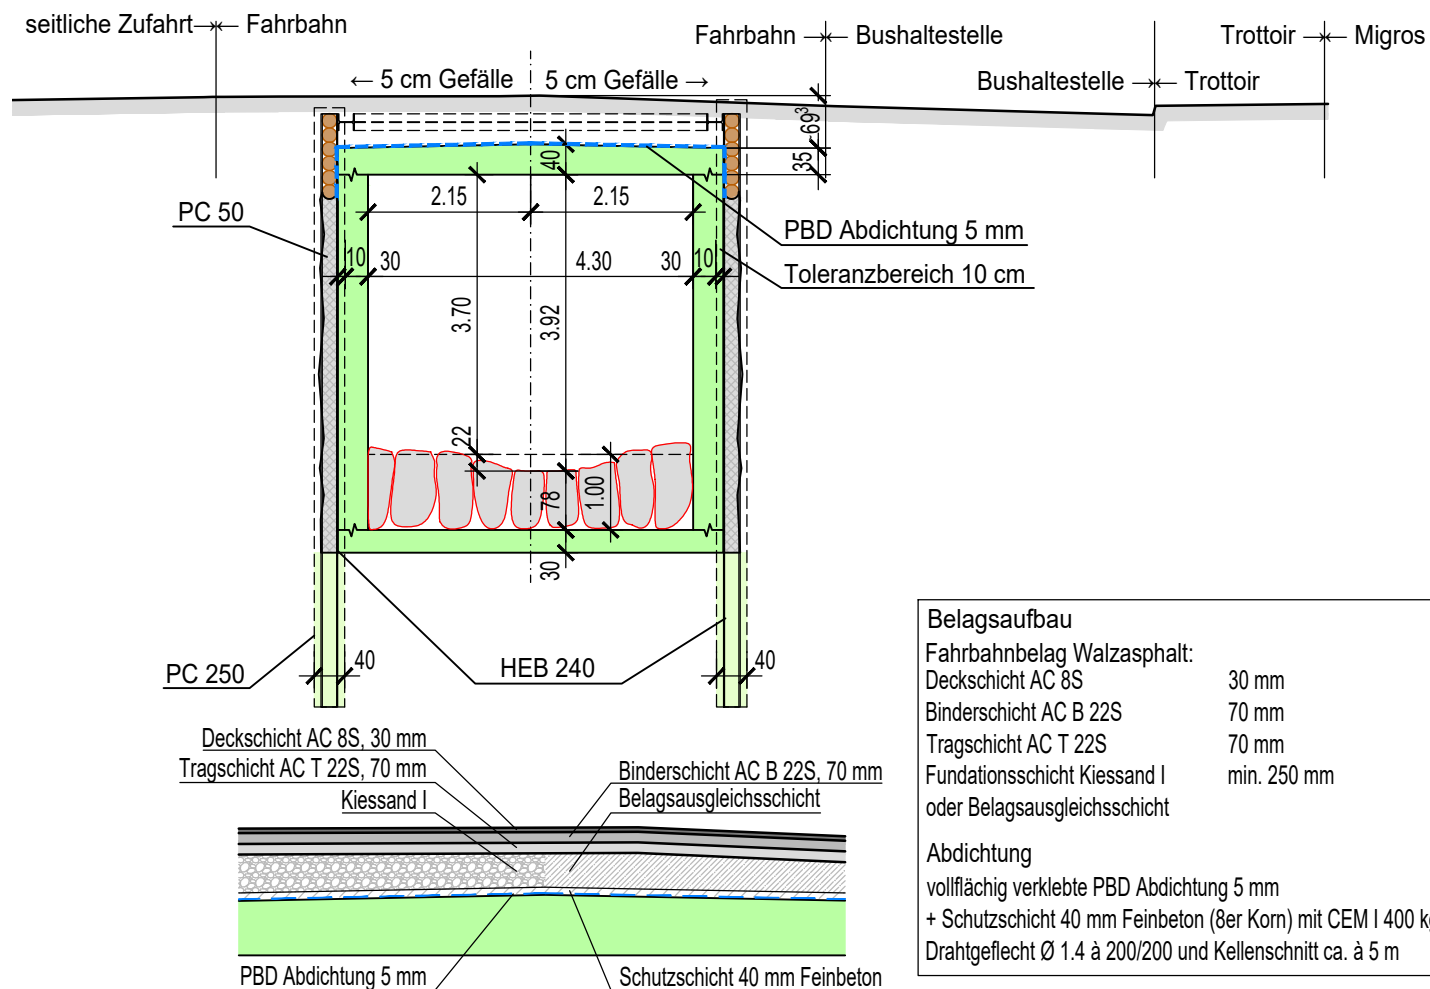 seitliche Zufahrt Fahrbahn
Fahrbahn Bushaltestelle
Trottoir Migros
← 5 cm Gefälle 5 cm Gefälle →
Bushaltestelle Trottoir
~69³
40
35
2.15 2.15
PC 50
PBD Abdichtung 5 mm
10 30 4.30 30 10
Toleranzbereich 10 cm
3.70
3.92
22
78
1.00
30
PC 250
40
HEB 240
40
Deckschicht AC 8S, 30 mm
Tragschicht AC T 22S, 70 mm
Kiessand I
Binderschicht AC B 22S, 70 mm
Belagsausgleichsschicht
PBD Abdichtung 5 mm
Schutzschicht 40 mm Feinbeton
Belagsaufbau
Fahrbahnbelag Walzasphalt:
Deckschicht AC 8S 30 mm
Binderschicht AC B 22S 70 mm
Tragschicht AC T 22S 70 mm
Fundationsschicht Kiessand I min. 250 mm
oder Belagsausgleichsschicht
Abdichtung
vollflächig verklebte PBD Abdichtung 5 mm
+ Schutzschicht 40 mm Feinbeton (8er Korn) mit CEM I 400
Drahtgeflecht Ø 1.4 à 200/200 und Kellenschnitt ca. à 5 m